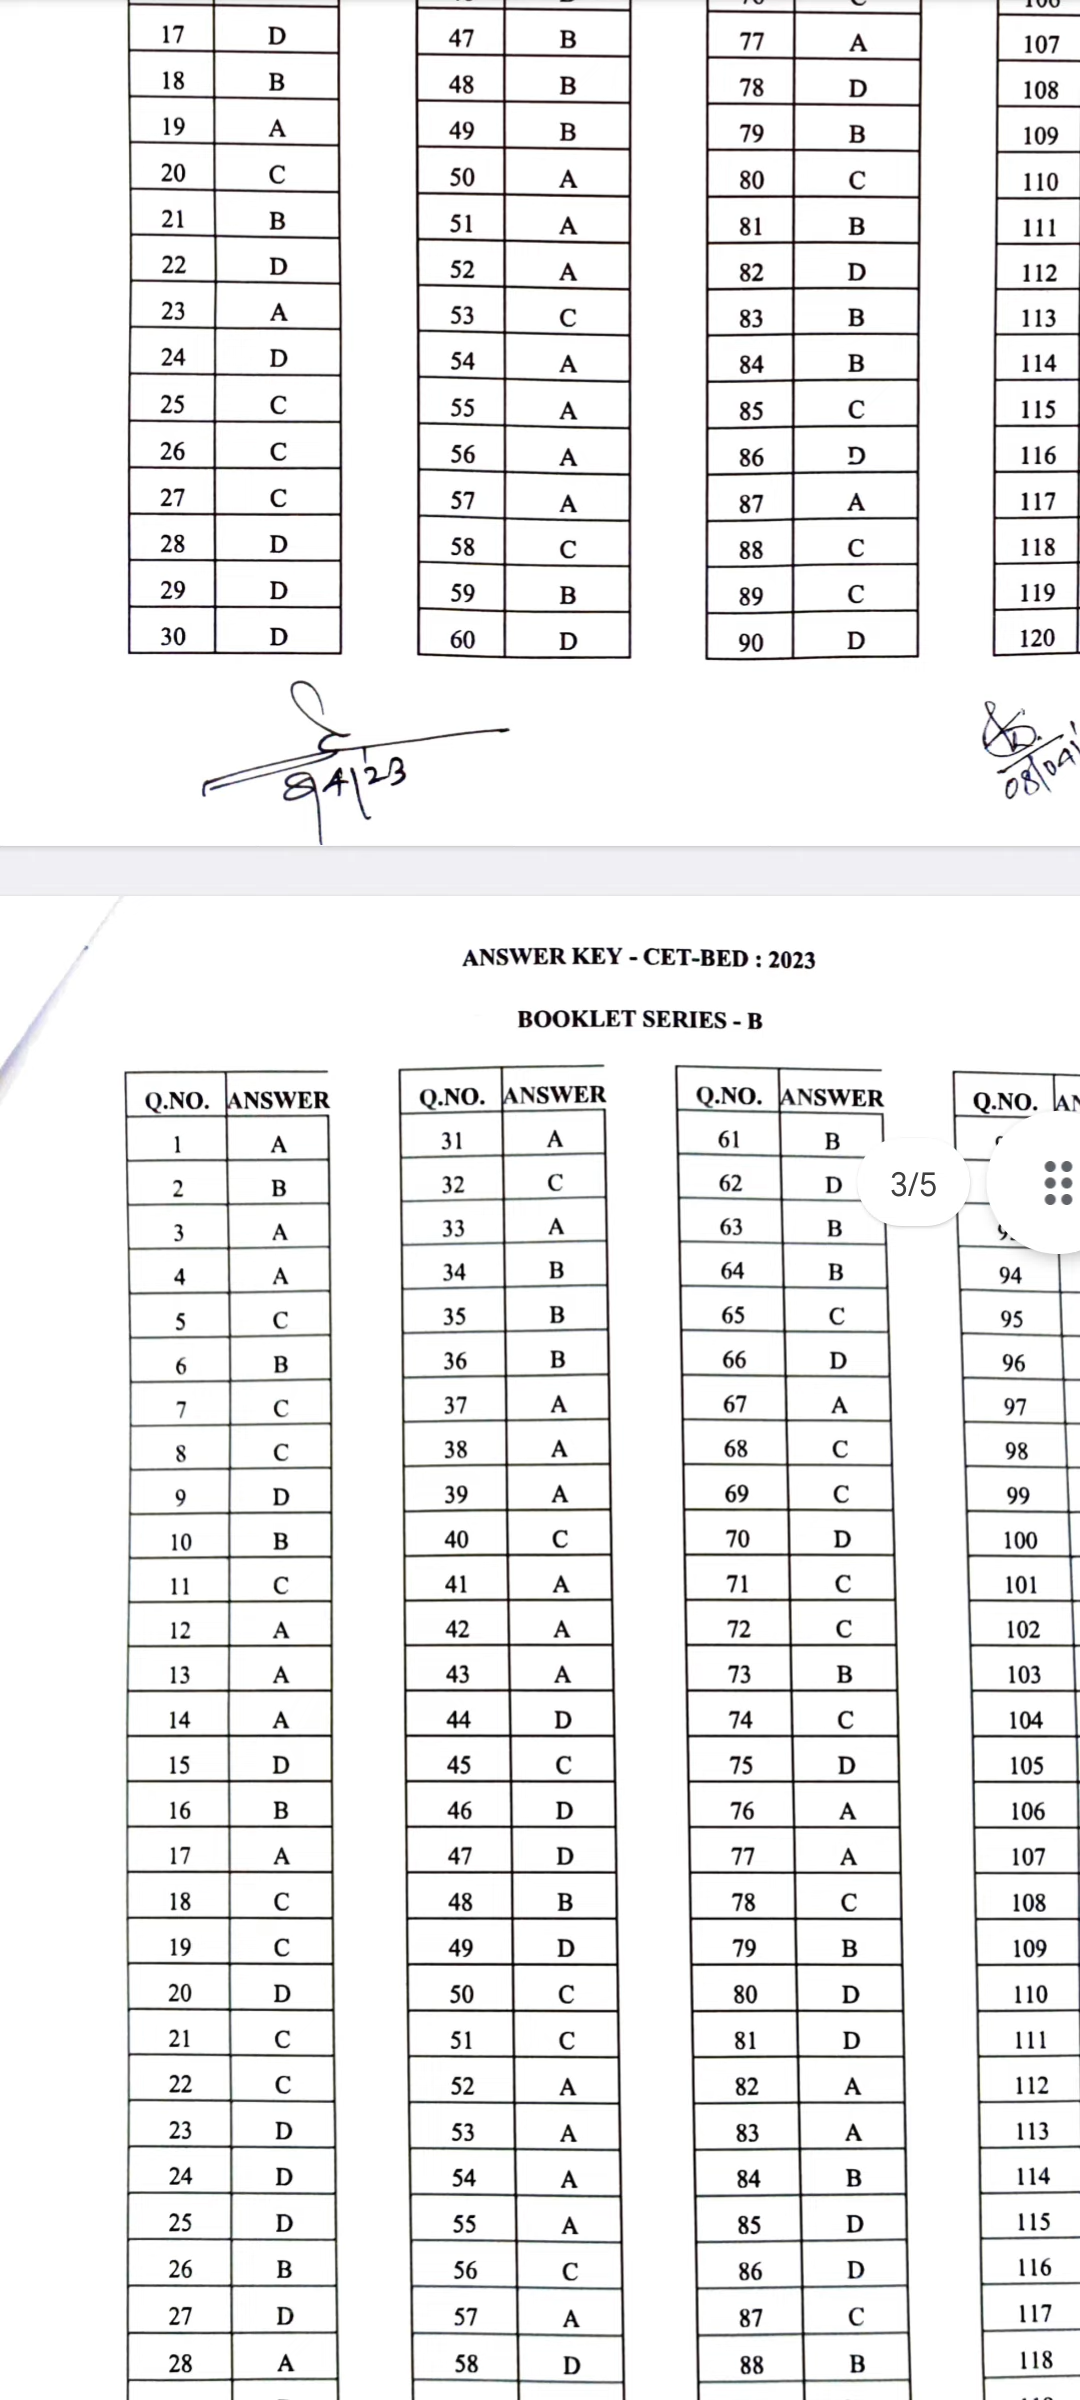 17 D 47 B 77 A 107
18 B 48 B 78 D 108
19 A 49 B 79 B 109
20 C 50 A 80 C 110
21 B 51 A 81 B 111
22 D 52 A 82 D 112
23 A 53 C 83 B 113
24 D 54 A 84 B 114
25 C 55 A 85 C 115
26 C 56 A 86 D 116
27 C 57 A 87 A 117
28 D 58 C 88 C 118
29 D 59 B 89 C 119
30 D 60 D 90 D 120
8/4/23
08/04/
ANSWER KEY - CET-BED : 2023
BOOKLET SERIES - B
Q.NO. ANSWER Q.NO. ANSWER Q.NO. ANSWER Q.NO.
1 A 31 A 61 B
2 B 32 C 62 D 3/5
3 A 33 A 63 B
4 A 34 B 64 B 94
5 C 35 B 65 C 95
6 B 36 B 66 D 96
7 C 37 A 67 A 97
8 C 38 A 68 C 98
9 D 39 A 69 C 99
10 B 40 C 70 D 100
11 C 41 A 71 C 101
12 A 42 A 72 C 102
13 A 43 A 73 B 103
14 A 44 D 74 C 104
15 D 45 C 75 D 105
16 B 46 D 76 A 106
17 A 47 D 77 A 107
18 C 48 B 78 C 108
19 C 49 D 79 B 109
20 D 50 C 80 D 110
21 C 51 C 81 D 111
22 C 52 A 82 A 112
23 D 53 A 83 A 113
24 D 54 A 84 B 114
25 D 55 A 85 D 115
26 B 56 C 86 D 116
27 D 57 A 87 C 117
28 A 58 D 88 B 118